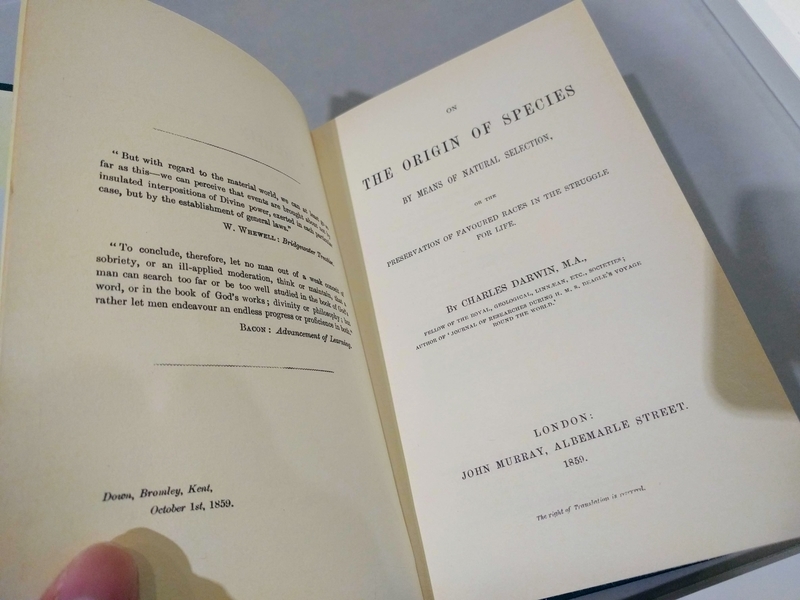 "But with regard to the material world, we can at least go so
far as this—we can perceive that events are brought about not by
insulated interpositions of Divine power, exerted in each particular
case, but by the establishment of general laws."
W. Whewell: Bridgewater Treatise.
"To conclude, therefore, let no man out of a weak conceit of
sobriety, or an ill-applied moderation, think or maintain, that a
man can search too far or be too well studied in the book of God's
word, or in the book of God's works; divinity or philosophy; but
rather let men endeavour an endless progress or proficience in both."
Bacon: Advancement of Learning.
Down, Bromley, Kent,
October 1st, 1859.
ON
THE ORIGIN OF SPECIES
BY MEANS OF NATURAL SELECTION,
OR THE
PRESERVATION OF FAVOURED RACES IN THE STRUGGLE
FOR LIFE.
By CHARLES DARWIN, M.A.,
FELLOW OF THE ROYAL, GEOLOGICAL, LINNÆAN, ETC., SOCIETIES;
AUTHOR OF 'JOURNAL OF RESEARCHES DURING H. M. S. BEAGLE'S VOYAGE
ROUND THE WORLD.'
LONDON:
JOHN MURRAY, ALBEMARLE STREET.
1859.
The right of Translation is reserved.